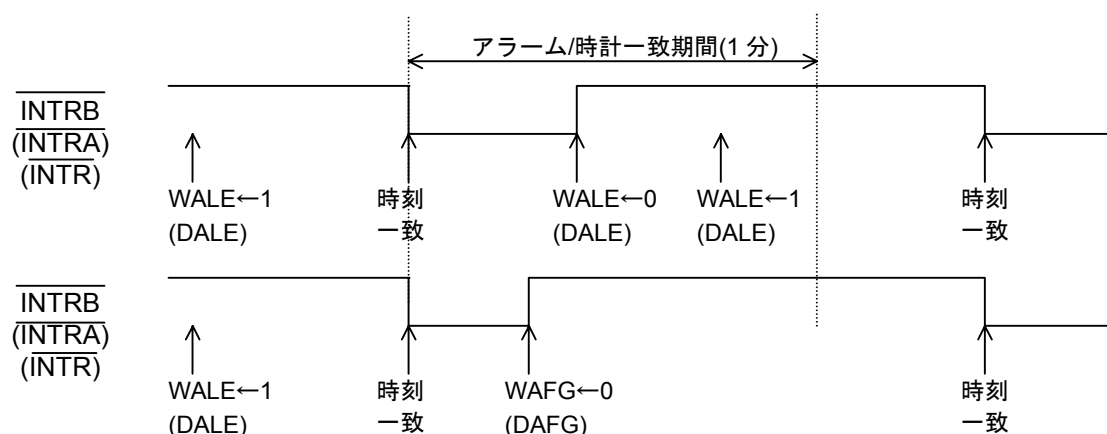 アラーム/時計一致期間(1 分)
INTRB
(INTRA)
(INTR)
WALE←1
(DALE)
時刻
一致
WALE←0
(DALE)
WALE←1
(DALE)
時刻
一致
INTRB
(INTRA)
(INTR)
WALE←1
(DALE)
時刻
一致
WAFG←0
(DAFG)
時刻
一致